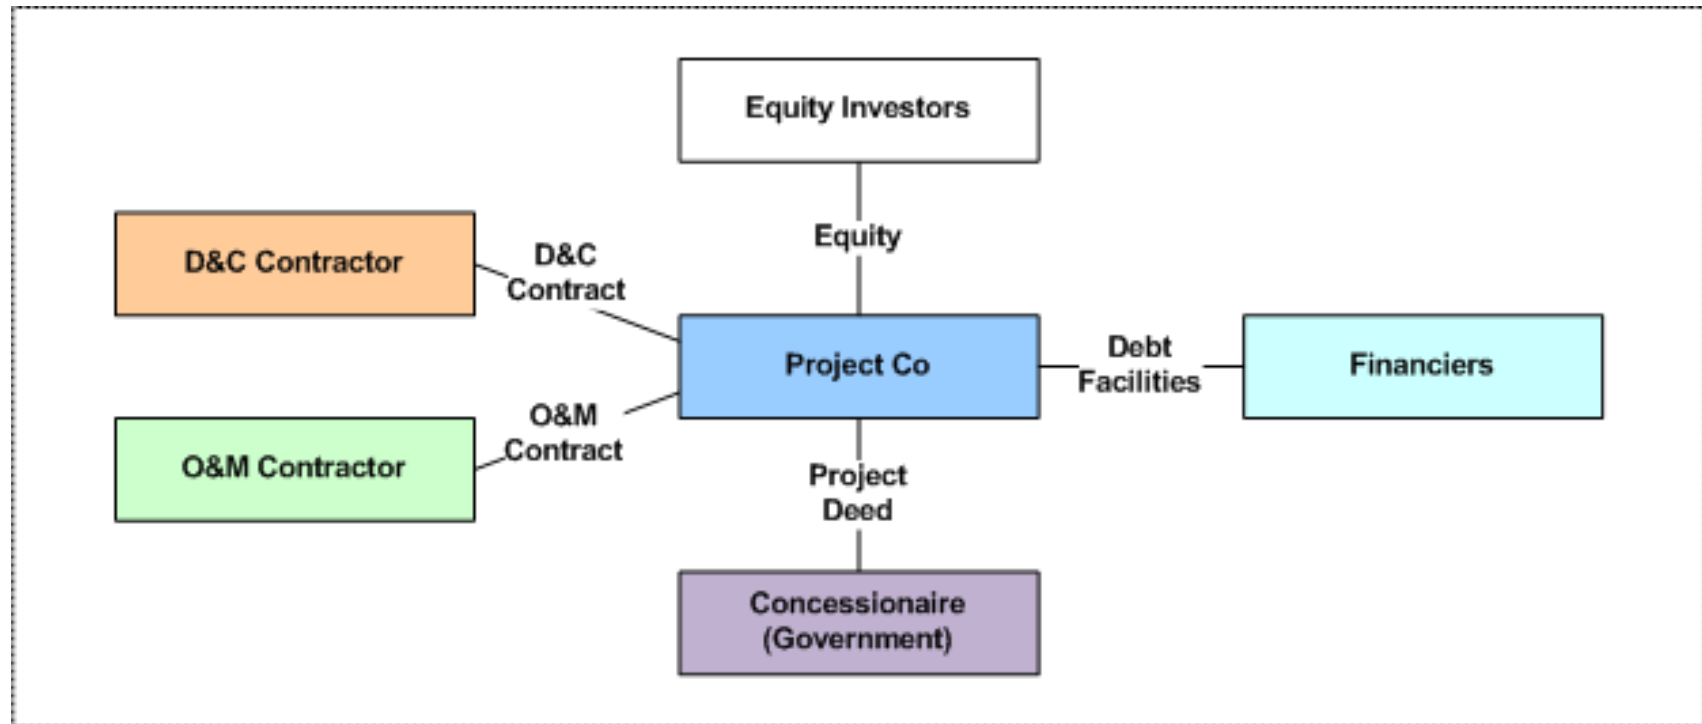 Equity Investors
Equity
D&C Contractor
D&C
Contract
Project Co
Debt
Facilities
Financiers
O&M Contractor
O&M
Contract
Project
Deed
Concessionaire
(Government)